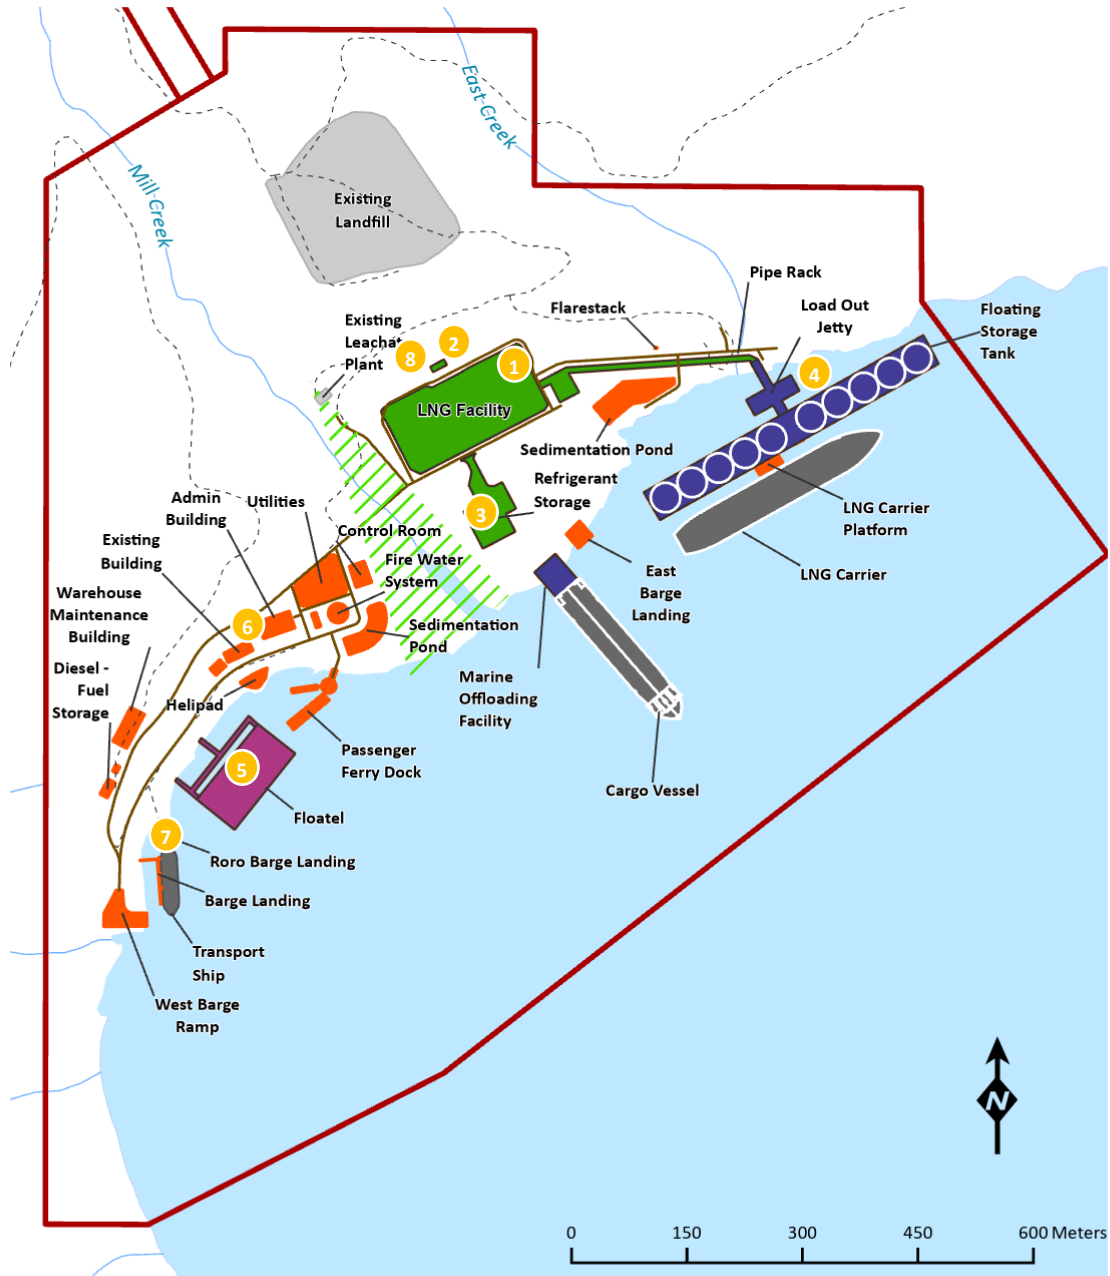 East Creek
Mill Creek
Existing
Landfill
Pipe Rack
Load Out
Jetty
Floating
Storage
Tank
Flarestack
Existing
Leachat
Plant
8
2
1
4
LNG Facility
Sedimentation Pond
Refrigerant
Storage
3
LNG Carrier
Platform
LNG Carrier
Admin
Building
Utilities
Control Room
Fire Water
System
Existing
Building
Warehouse
Maintenance
Building
6
Sedimentation
Pond
East
Barge
Landing
Diesel -
Fuel
Storage
Helipad
Marine
Offloading
Facility
Passenger
Ferry Dock
5
Cargo Vessel
Floatel
7
Roro Barge Landing
Barge Landing
Transport
Ship
West Barge
Ramp
N
0 150 300 450 600 Meters